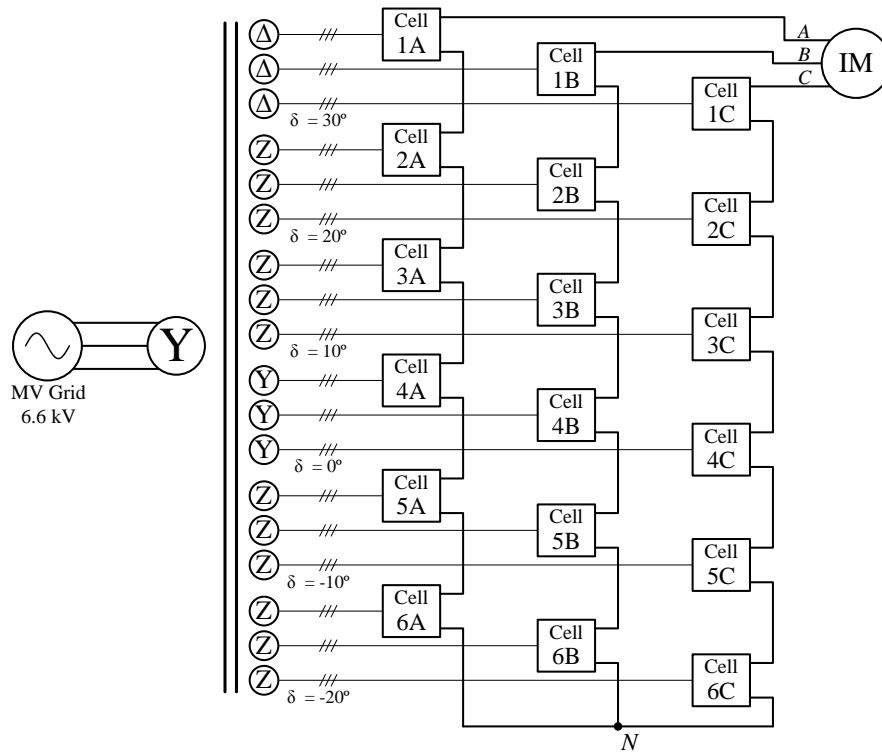 Δ
Cell
1A
A
Δ
Cell
1B
B
IM
Δ
Cell
1C
C
δ = 30º
Z
Cell
2A
Z
Cell
2B
Z
Cell
2C
δ = 20º
Z
Cell
3A
Z
Cell
3B
Z
Cell
3C
δ = 10º
Y
MV Grid
6.6 kV
Y
Cell
4A
Y
Cell
4B
Y
Cell
4C
δ = 0º
Z
Cell
5A
Z
Cell
5B
Z
Cell
5C
δ = -10º
Z
Cell
6A
Z
Cell
6B
Z
Cell
6C
δ = -20º
N